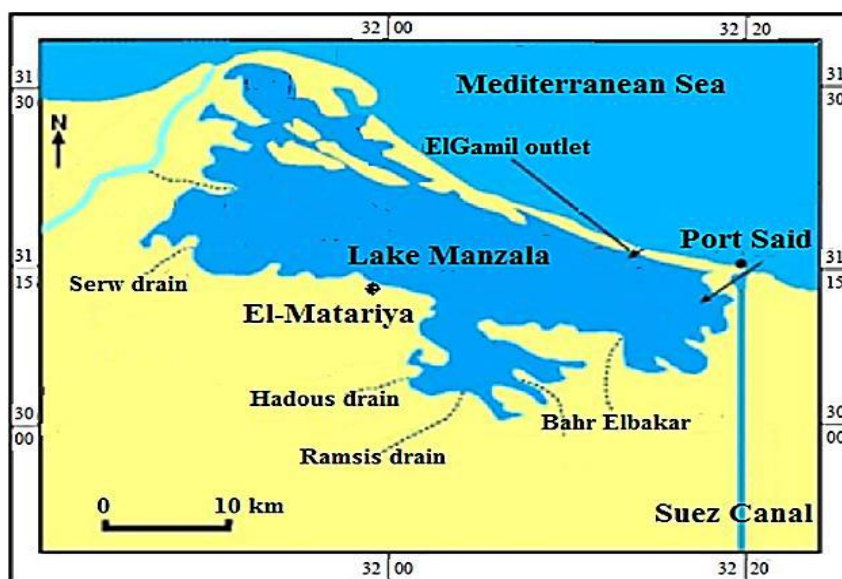 32 00
32 20
31
30
31
30
Mediterranean Sea
N
ElGamil outlet
Port Said
Lake Manzala
31
15
31
15
Serw drain
El-Matariya
Hadous drain
Bahr Elbakar
30
00
30
00
Ramsis drain
0
10 km
Suez Canal
32 00
32 20